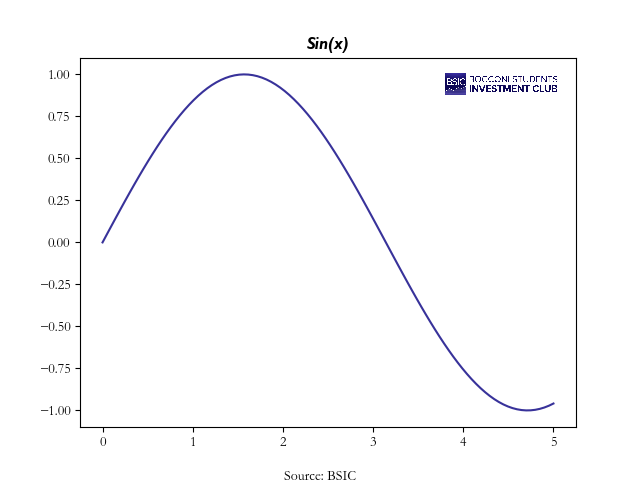 Sin(x)
BSIC
BOCCONI STUDENTS
INVESTMENT CLUB
1.00
0.75
0.50
0.25
0.00
−0.25
−0.50
−0.75
−1.00
0 1 2 3 4 5
Source: BSIC